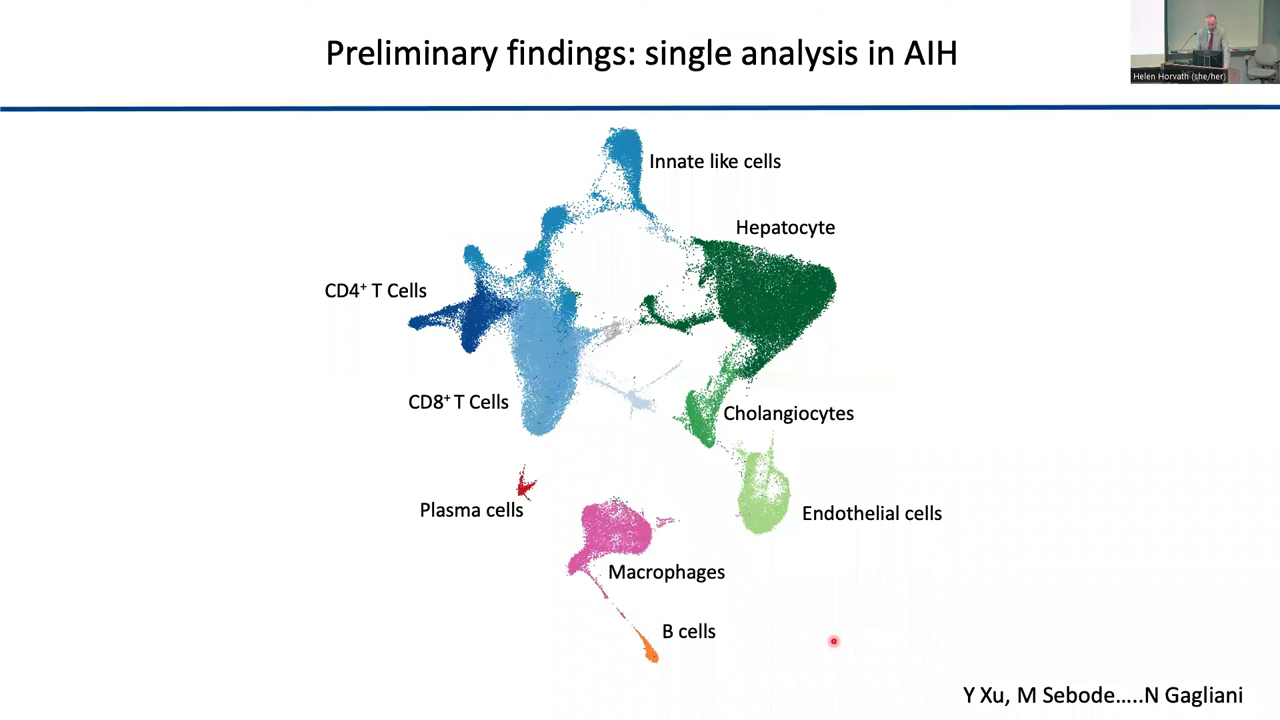 Preliminary findings: single analysis in AIH
Helen Horvath (she/her)
Innate like cells
Hepatocyte
CD4⁺ T Cells
CD8⁺ T Cells
Cholangiocytes
Plasma cells
Endothelial cells
Macrophages
B cells
Y Xu, M Sebode…..N Gagliani